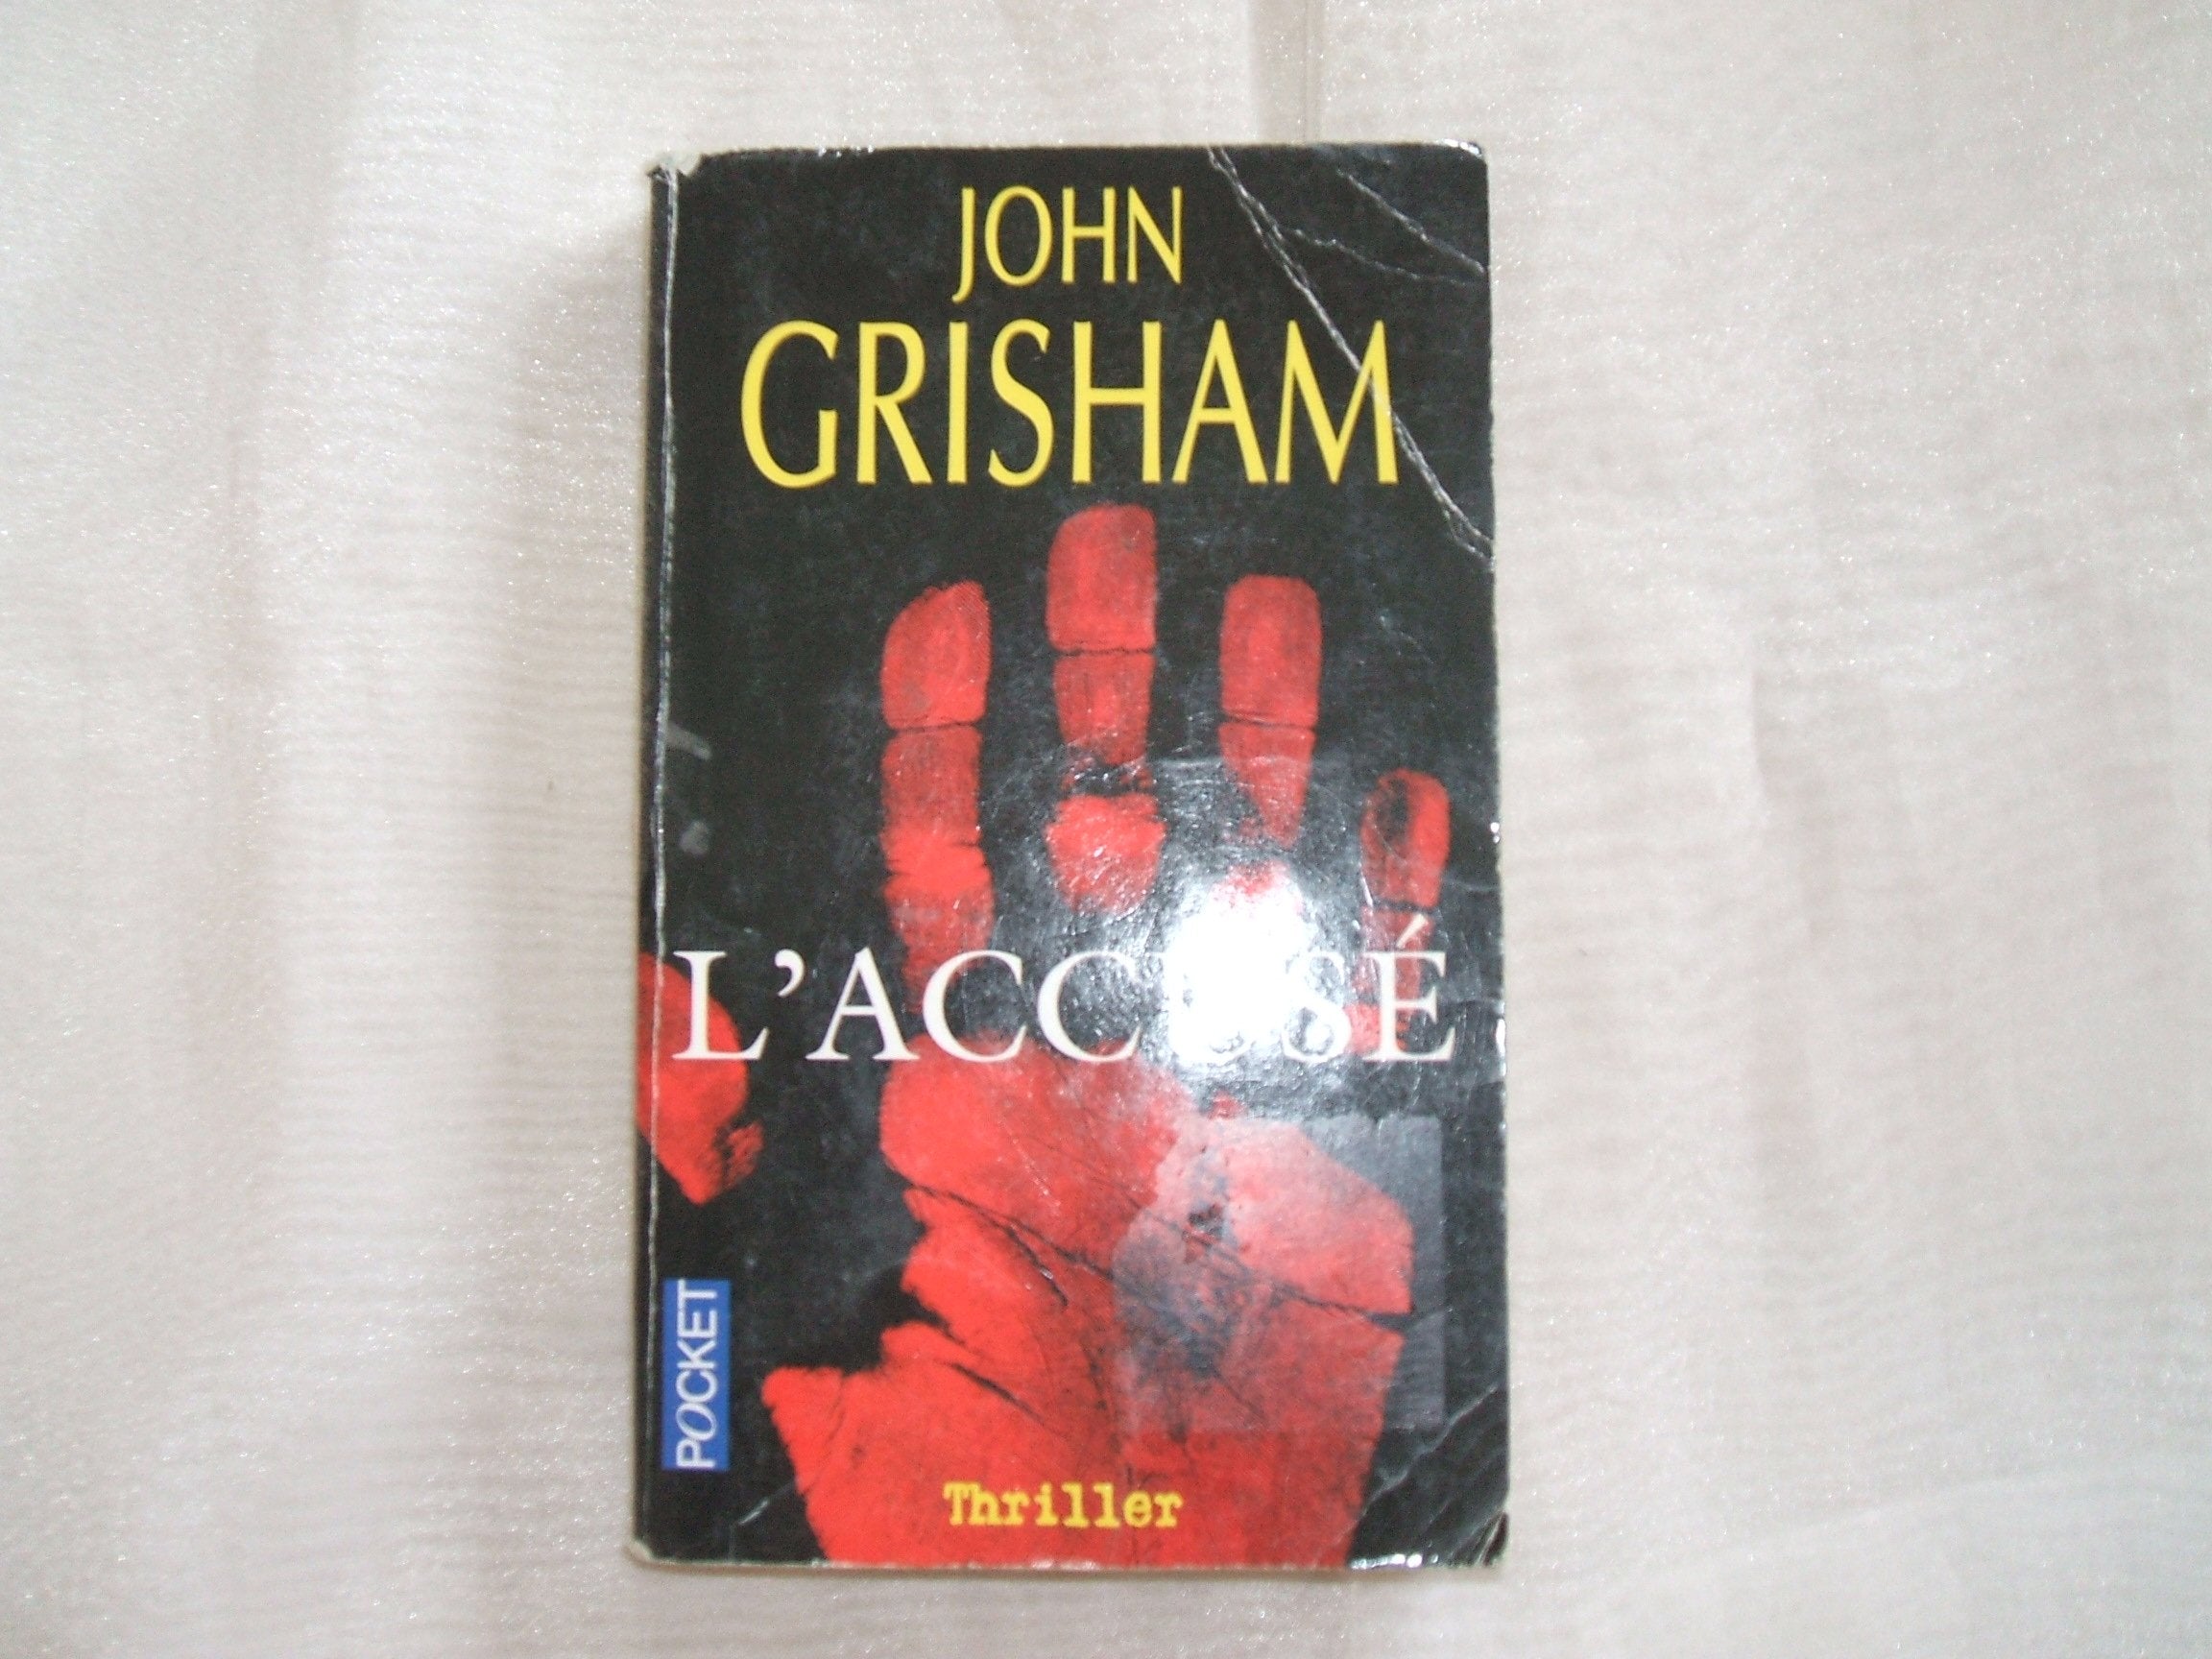 JOHN
GRISHAM
L'ACCUSÉ
POCKET
Thriller